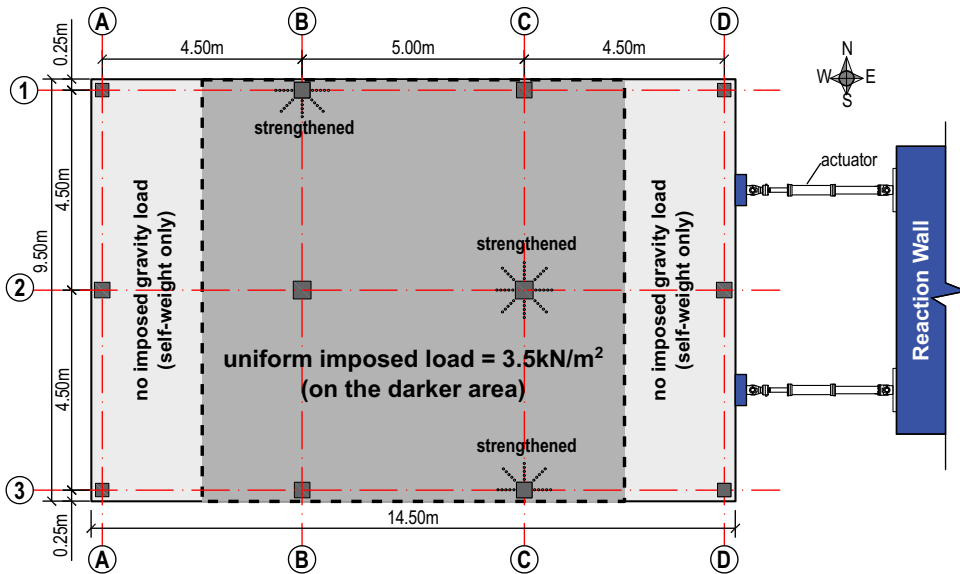 A
B
C
D
0.25m
4.50m
5.00m
4.50m
N
W
E
S
1
strengthened
actuator
4.50m
9.50m
no imposed gravity load
(self-weight only)
strengthened
no imposed gravity load
(self-weight only)
Reaction Wall
2
uniform imposed load = 3.5kN/m²
(on the darker area)
4.50m
strengthened
3
0.25m
14.50m
A
B
C
D